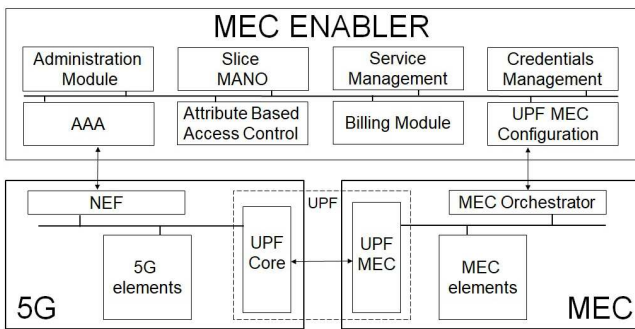 MEC ENABLER
Administration
Module
Slice
MANO
Service
Management
Credentials
Management
AAA
Attribute Based
Access Control
Billing Module
UPF MEC
Configuration
NEF
UPF
MEC Orchestrator
UPF
Core
UPF
MEC
5G
elements
MEC
elements
5G
MEC